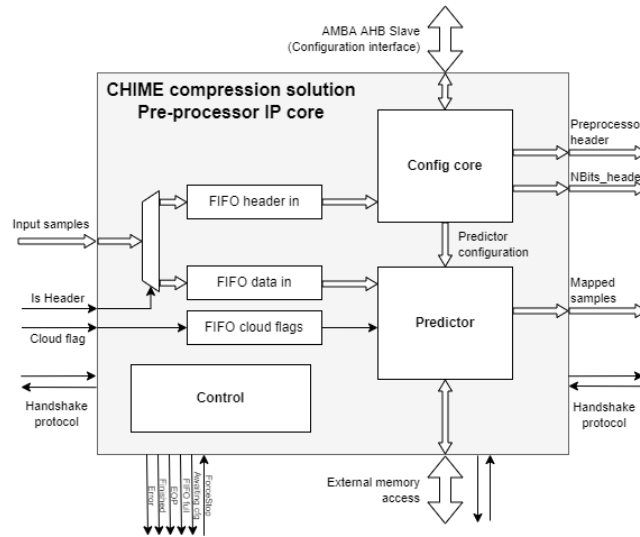 AMBA AHB Slave
(Configuration interface)
CHIME compression solution
Pre-processor IP core
Config core
Preprocessor
header
NBits_header
FIFO header in
Input samples
Predictor
configuration
FIFO data in
Is Header
Cloud flag
FIFO cloud flags
Predictor
Mapped
samples
Control
Handshake
protocol
Handshake
protocol
External memory
access
Error
Finished
EOP
FIFO full
Awaiting cfg
ForceStop